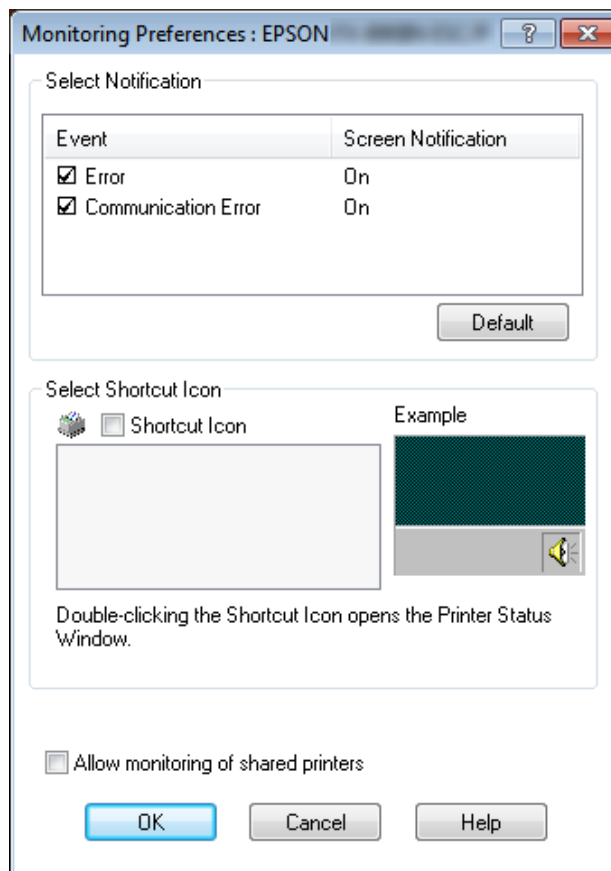 Monitoring Preferences : EPSON
Select Notification
Event Screen Notification
Error On
Communication Error On
Default
Select Shortcut Icon
Shortcut Icon
Example
Double-clicking the Shortcut Icon opens the Printer Status
Window.
Allow monitoring of shared printers
OK Cancel Help